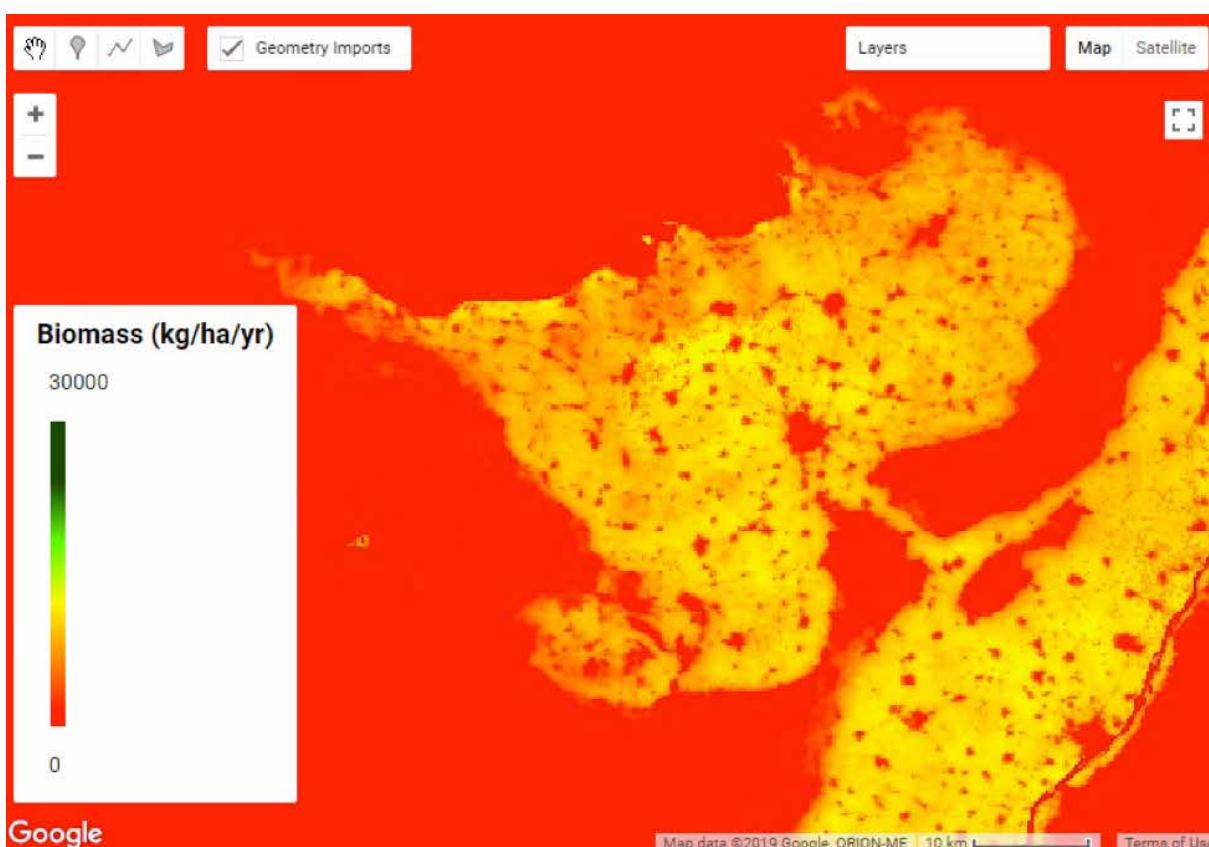 Geometry Imports
Layers
Map Satellite
+
−
Biomass (kg/ha/yr)
30000
0
Google
Map data ©2019 Google, ORION-ME 10 km Terms of Use